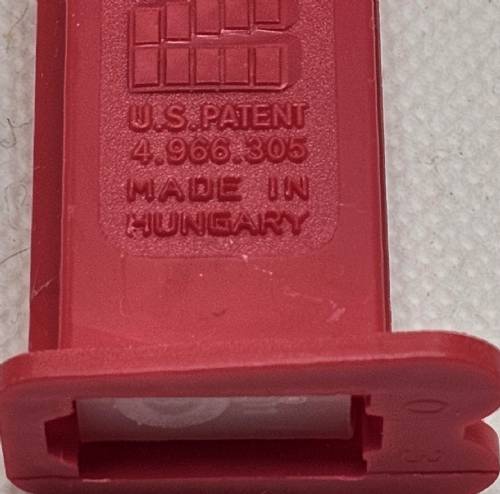 U.S. PATENT
4.966.305
MADE IN
HUNGARY